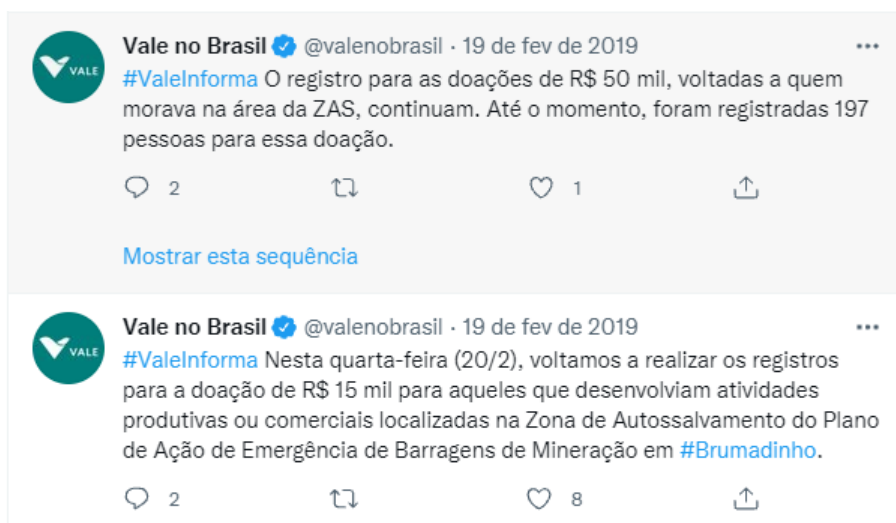 Vale no Brasil @valenobrasil · 19 de fev de 2019
VALE
#ValeInforma O registro para as doações de R$ 50 mil, voltadas a quem
morava na área da ZAS, continuam. Até o momento, foram registradas 197
pessoas para essa doação.
2 1
Mostrar esta sequência
Vale no Brasil @valenobrasil · 19 de fev de 2019
VALE
#ValeInforma Nesta quarta-feira (20/2), voltamos a realizar os registros
para a doação de R$ 15 mil para aqueles que desenvolviam atividades
produtivas ou comerciais localizadas na Zona de Autossalvamento do Plano
de Ação de Emergência de Barragens de Mineração em #Brumadinho.
2 8